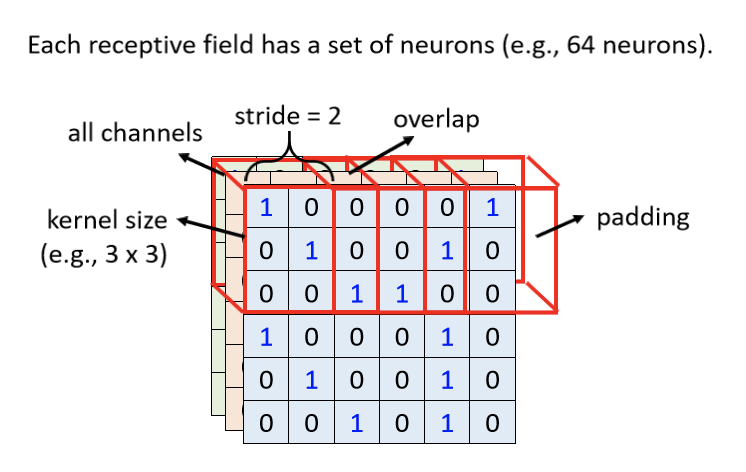 Each receptive field has a set of neurons (e.g., 64 neurons).
stride = 2
overlap
all channels
kernel size
(e.g., 3 x 3)
padding
1 0 0 0 0 1
0 1 0 0 1 0
0 0 1 1 0 0
1 0 0 0 1 0
0 1 0 0 1 0
0 0 1 0 1 0